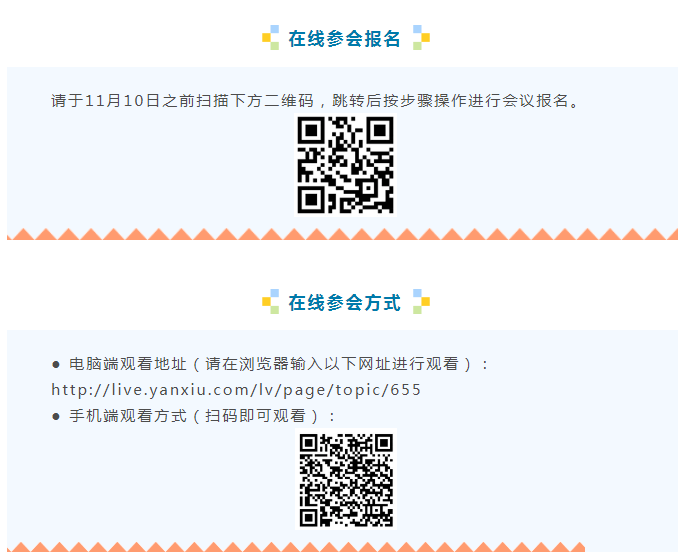 在线参会报名
请于11月10日之前扫描下方二维码，跳转后按步骤操作进行会议报名。
在线参会方式
● 电脑端观看地址（请在浏览器输入以下网址进行观看）：
http://live.yanxiu.com/lv/page/topic/655
● 手机端观看方式（扫码即可观看）：